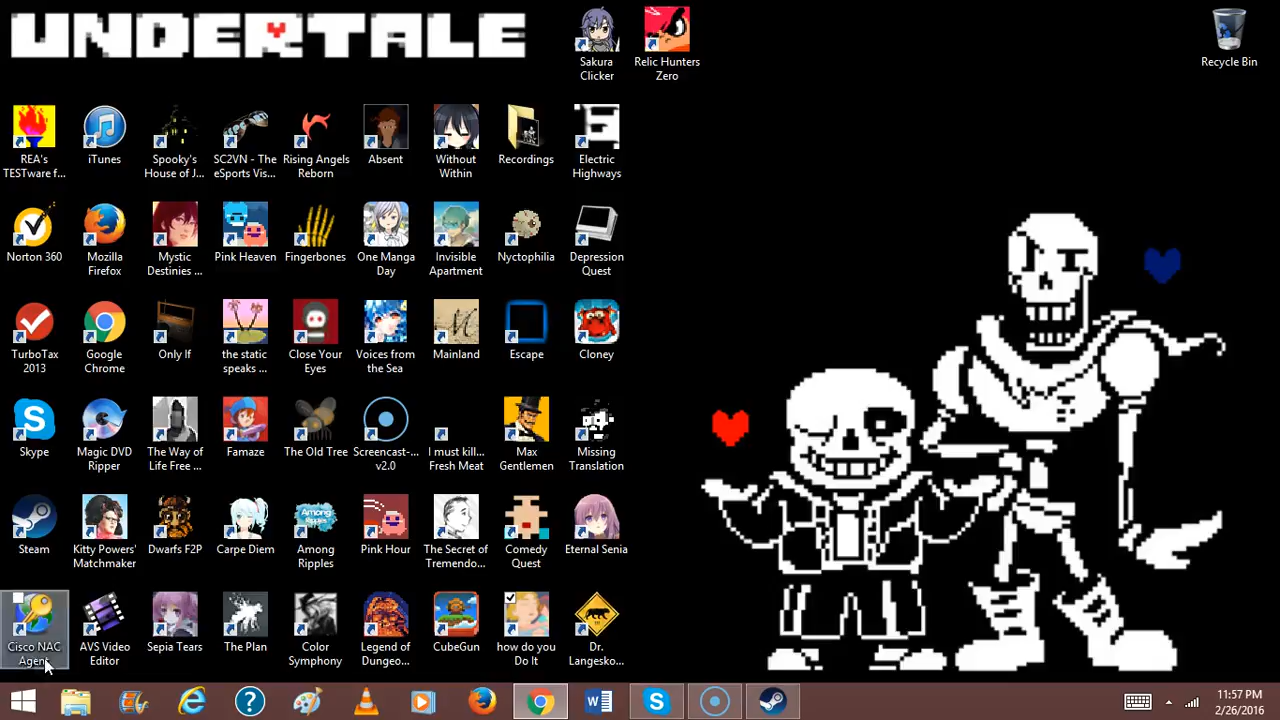 UNDERTALE
Sakura
Clicker
Relic Hunters
Zero
Recycle Bin
REA's
TESTware f...
iTunes
Spooky's
House of J...
SC2VN - The
eSports Vis...
Rising Angels
Reborn
Absent
Without
Within
Recordings
Electric
Highways
Norton 360
Mozilla
Firefox
Mystic
Destinies ...
Pink Heaven
Fingerbones
One Manga
Day
Invisible
Apartment
Nyctophilia
Depression
Quest
TurboTax
2013
Google
Chrome
Only If
the static
speaks ...
Close Your
Eyes
Voices from
the Sea
Mainland
Escape
Cloney
Skype
Magic DVD
Ripper
The Way of
Life Free ...
Famaze
The Old Tree
Screencast-...
v2.0
I must kill...
Fresh Meat
Max
Gentlemen
Missing
Translation
Steam
Kitty Powers'
Matchmaker
Dwarfs F2P
Carpe Diem
Among
Ripples
Pink Hour
The Secret of
Tremendo...
Comedy
Quest
Eternal Senia
Cisco NAC
Agent
AVS Video
Editor
Sepia Tears
The Plan
Color
Symphony
Legend of
Dungeo...
CubeGun
how do you
Do It
Dr.
Langesko...
11:57 PM
2/26/2016